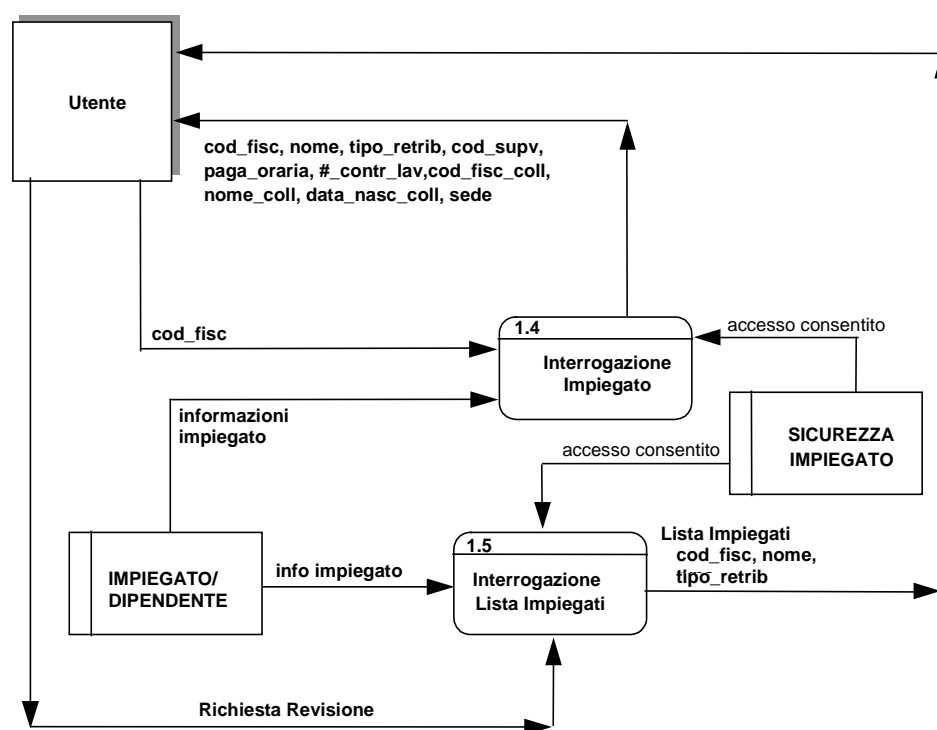 Utente
cod_fisc, nome, tipo_retrib, cod_supv,
paga_oraria, #_contr_lav,cod_fisc_coll,
nome_coll, data_nasc_coll, sede
cod_fisc
1.4
Interrogazione
Impiegato
accesso consentito
informazioni
impiegato
SICUREZZA
IMPIEGATO
accesso consentito
IMPIEGATO/
DIPENDENTE
info impiegato
1.5
Interrogazione
Lista Impiegati
Lista Impiegati
cod_fisc, nome,
tipo_retrib
Richiesta Revisione